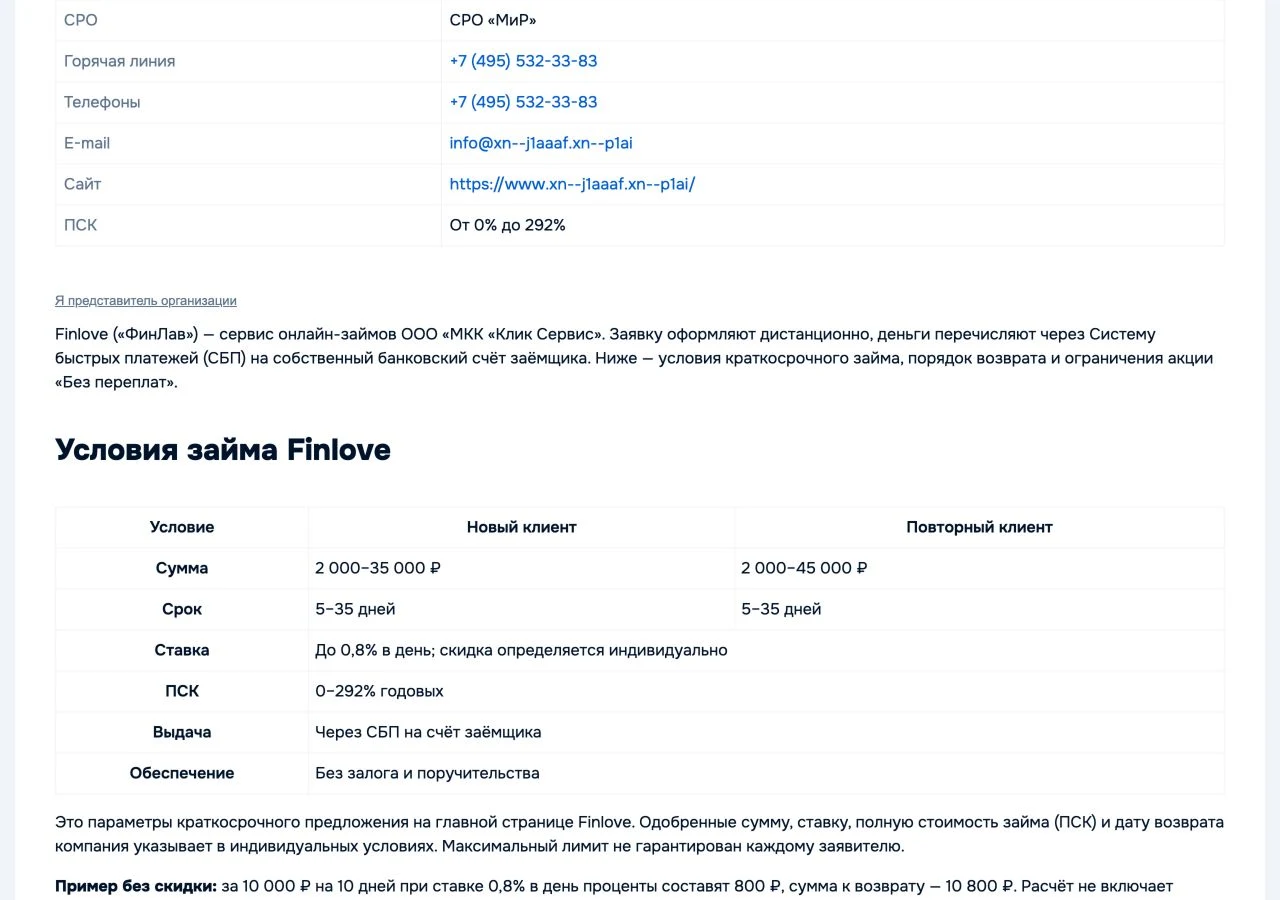 СРО СРО «МиР»
Горячая линия +7 (495) 532-33-83
Телефоны +7 (495) 532-33-83
E-mail info@xn--j1aaaf.xn--p1ai
Сайт https://www.xn--j1aaaf.xn--p1ai/
ПСК От 0% до 292%
Я представитель организации
Finlove («ФинЛав») — сервис онлайн-займов ООО «МКК «Клик Сервис». Заявку оформляют дистанционно, деньги перечисляют через Систему
быстрых платежей (СБП) на собственный банковский счёт заёмщика. Ниже — условия краткосрочного займа, порядок возврата и ограничения акции
«Без переплат».
Условия займа Finlove
Условие Новый клиент Повторный клиент
Сумма 2 000–35 000 ₽ 2 000–45 000 ₽
Срок 5–35 дней 5–35 дней
Ставка До 0,8% в день; скидка определяется индивидуально
ПСК 0–292% годовых
Выдача Через СБП на счёт заёмщика
Обеспечение Без залога и поручительства
Это параметры краткосрочного предложения на главной странице Finlove. Одобренные сумму, ставку, полную стоимость займа (ПСК) и дату возврата
компания указывает в индивидуальных условиях. Максимальный лимит не гарантирован каждому заявителю.
Пример без скидки: за 10 000 ₽ на 10 дней при ставке 0,8% в день проценты составят 800 ₽, сумма к возврату — 10 800 ₽. Расчёт не включает